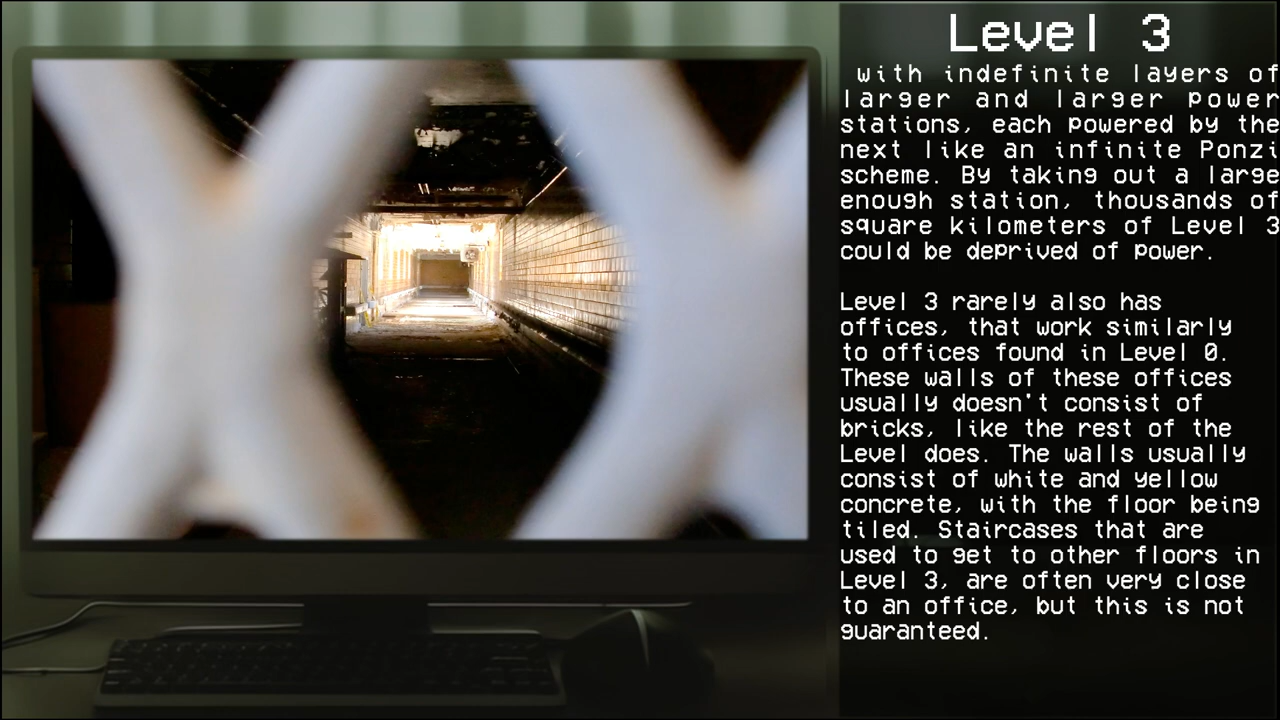 Level 3
with indefinite layers of
larger and larger power
stations, each powered by the
next like an infinite Ponzi
scheme. By taking out a large
enough station, thousands of
square kilometers of Level 3
could be deprived of power.
Level 3 rarely also has
offices, that work similarly
to offices found in Level 0.
These walls of these offices
usually doesn't consist of
bricks, like the rest of the
Level does. The walls usually
consist of white and yellow
concrete, with the floor being
tiled. Staircases that are
used to get to other floors in
Level 3, are often very close
to an office, but this is not
guaranteed.